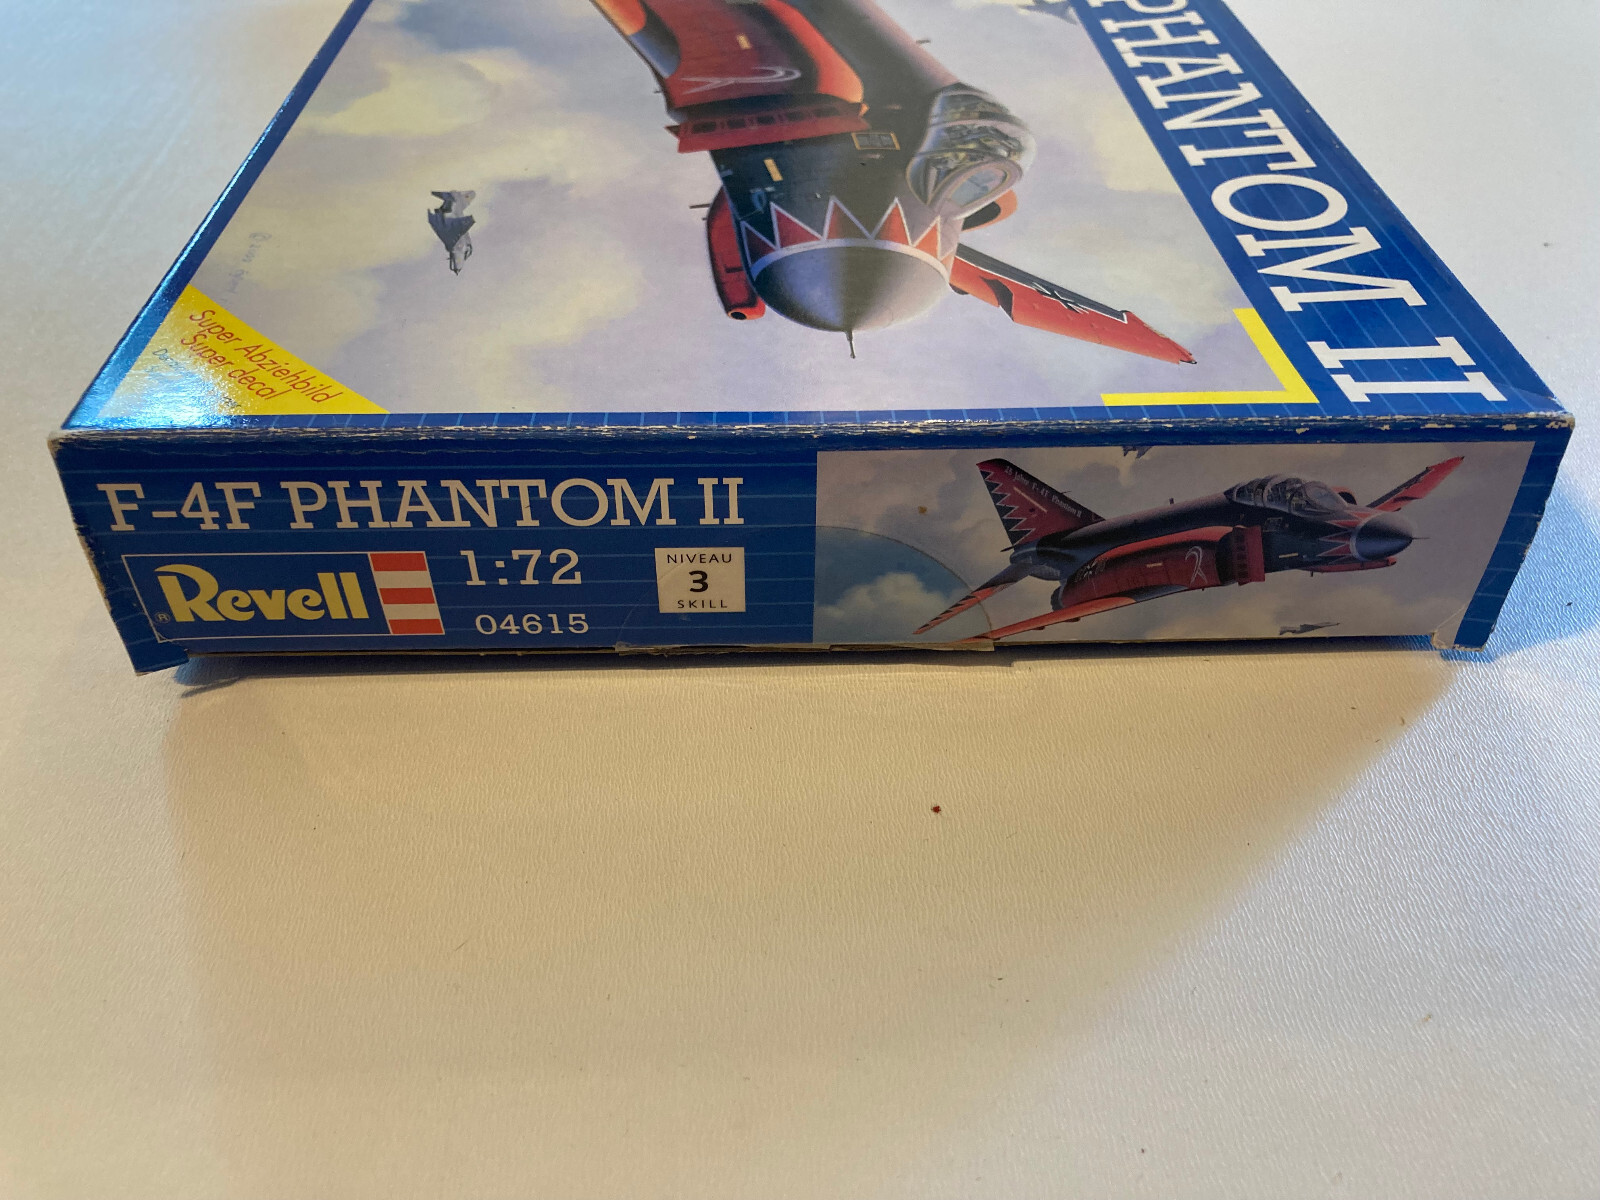 PHANTOM II
Super Abziehbild
Super decal
F-4F PHANTOM II
Revell
®
1:72
04615
NIVEAU
3
SKILL